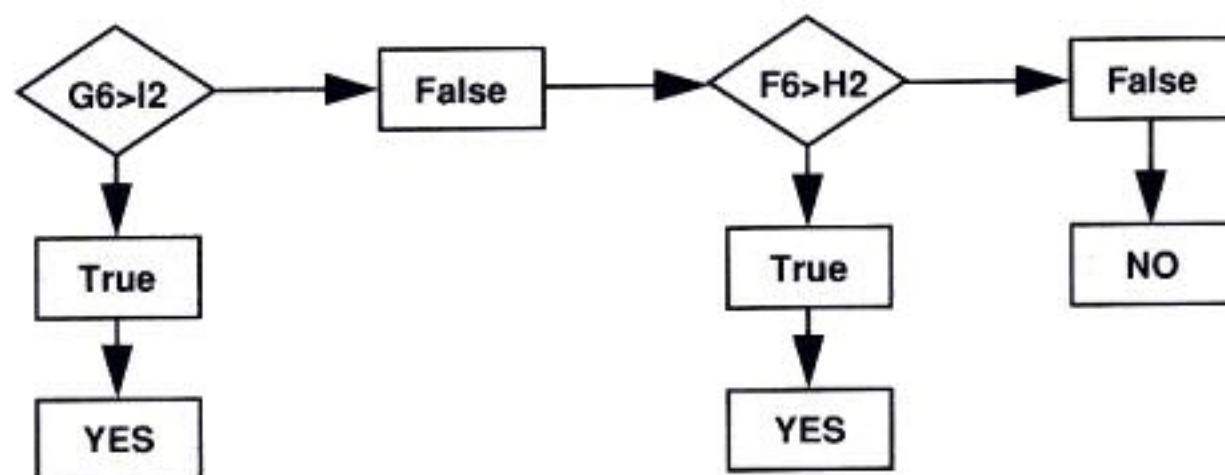 G6>I2
False
F6>H2
False
True
True
NO
YES
YES